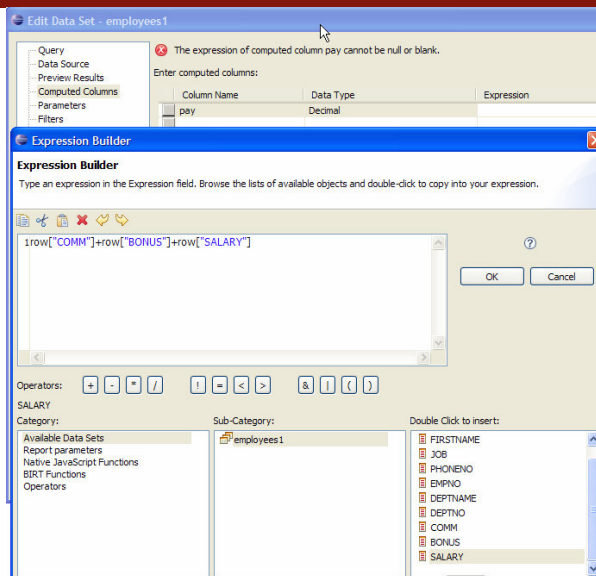 Edit Data Set - employees1
Query
Data Source
Preview Results
Computed Columns
Parameters
Filters
The expression of computed column pay cannot be null or blank.
Enter computed columns:
Column Name Data Type Expression
pay Decimal
Expression Builder
Expression Builder
Type an expression in the Expression field. Browse the lists of available objects and double-click to copy into your expression.
1row["COMM"]+row["BONUS"]+row["SALARY"]
?
OK Cancel
Operators: + - * / ! = < > & | ( )
SALARY
Category: Sub-Category: Double Click to insert:
Available Data Sets
Report parameters
Native JavaScript Functions
BIRT Functions
Operators
employees1
FIRSTNAME
JOB
PHONENO
EMPNO
DEPTNAME
DEPTNO
COMM
BONUS
SALARY